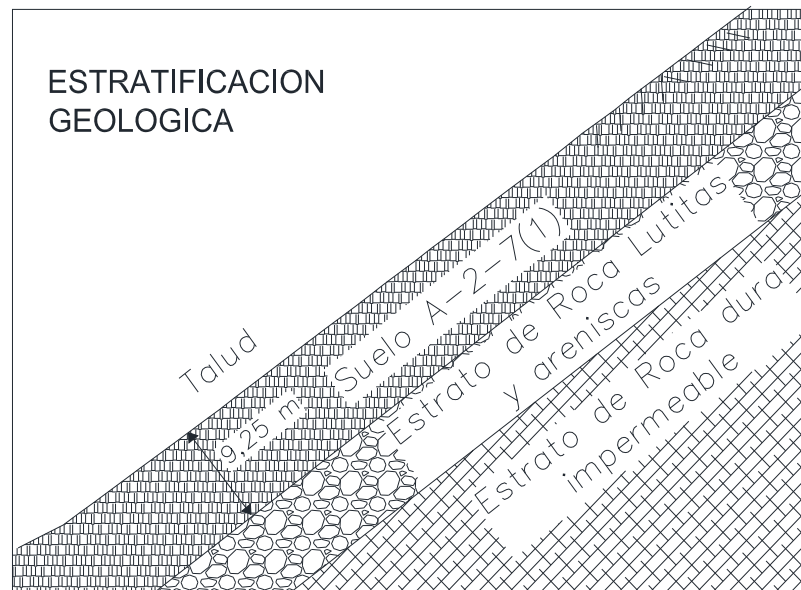 ESTRATIFICACION
GEOLOGICA
Talud
9,25 m
Suelo A-2-7(1)
Estrato de Roca Lutitas
y areniscas
Estrato de Roca dura
impermeable